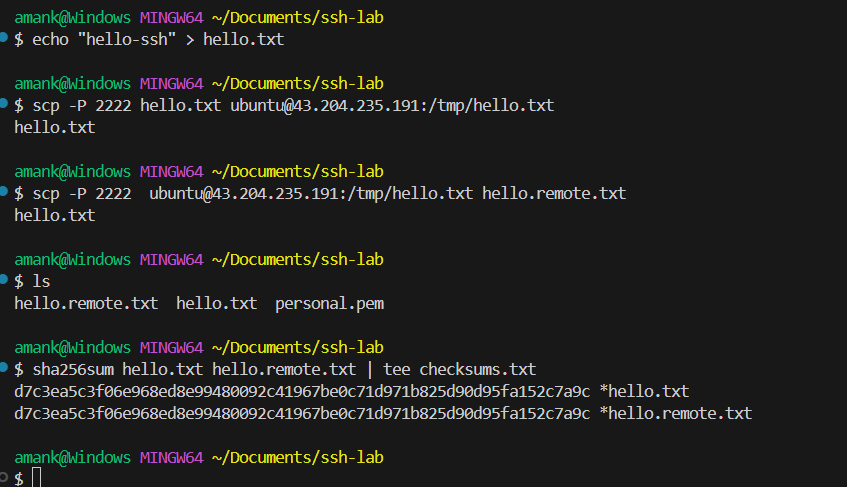 amank@Windows MINGW64 ~/Documents/ssh-lab
$ echo "hello-ssh" > hello.txt
amank@Windows MINGW64 ~/Documents/ssh-lab
$ scp -P 2222 hello.txt ubuntu@43.204.235.191:/tmp/hello.txt
hello.txt
amank@Windows MINGW64 ~/Documents/ssh-lab
$ scp -P 2222  ubuntu@43.204.235.191:/tmp/hello.txt hello.remote.txt
hello.txt
amank@Windows MINGW64 ~/Documents/ssh-lab
$ ls
hello.remote.txt  hello.txt  personal.pem
amank@Windows MINGW64 ~/Documents/ssh-lab
$ sha256sum hello.txt hello.remote.txt | tee checksums.txt
d7c3ea5c3f06e968ed8e99480092c41967be0c71d971b825d90d95fa152c7a9c *hello.txt
d7c3ea5c3f06e968ed8e99480092c41967be0c71d971b825d90d95fa152c7a9c *hello.remote.txt
amank@Windows MINGW64 ~/Documents/ssh-lab
$